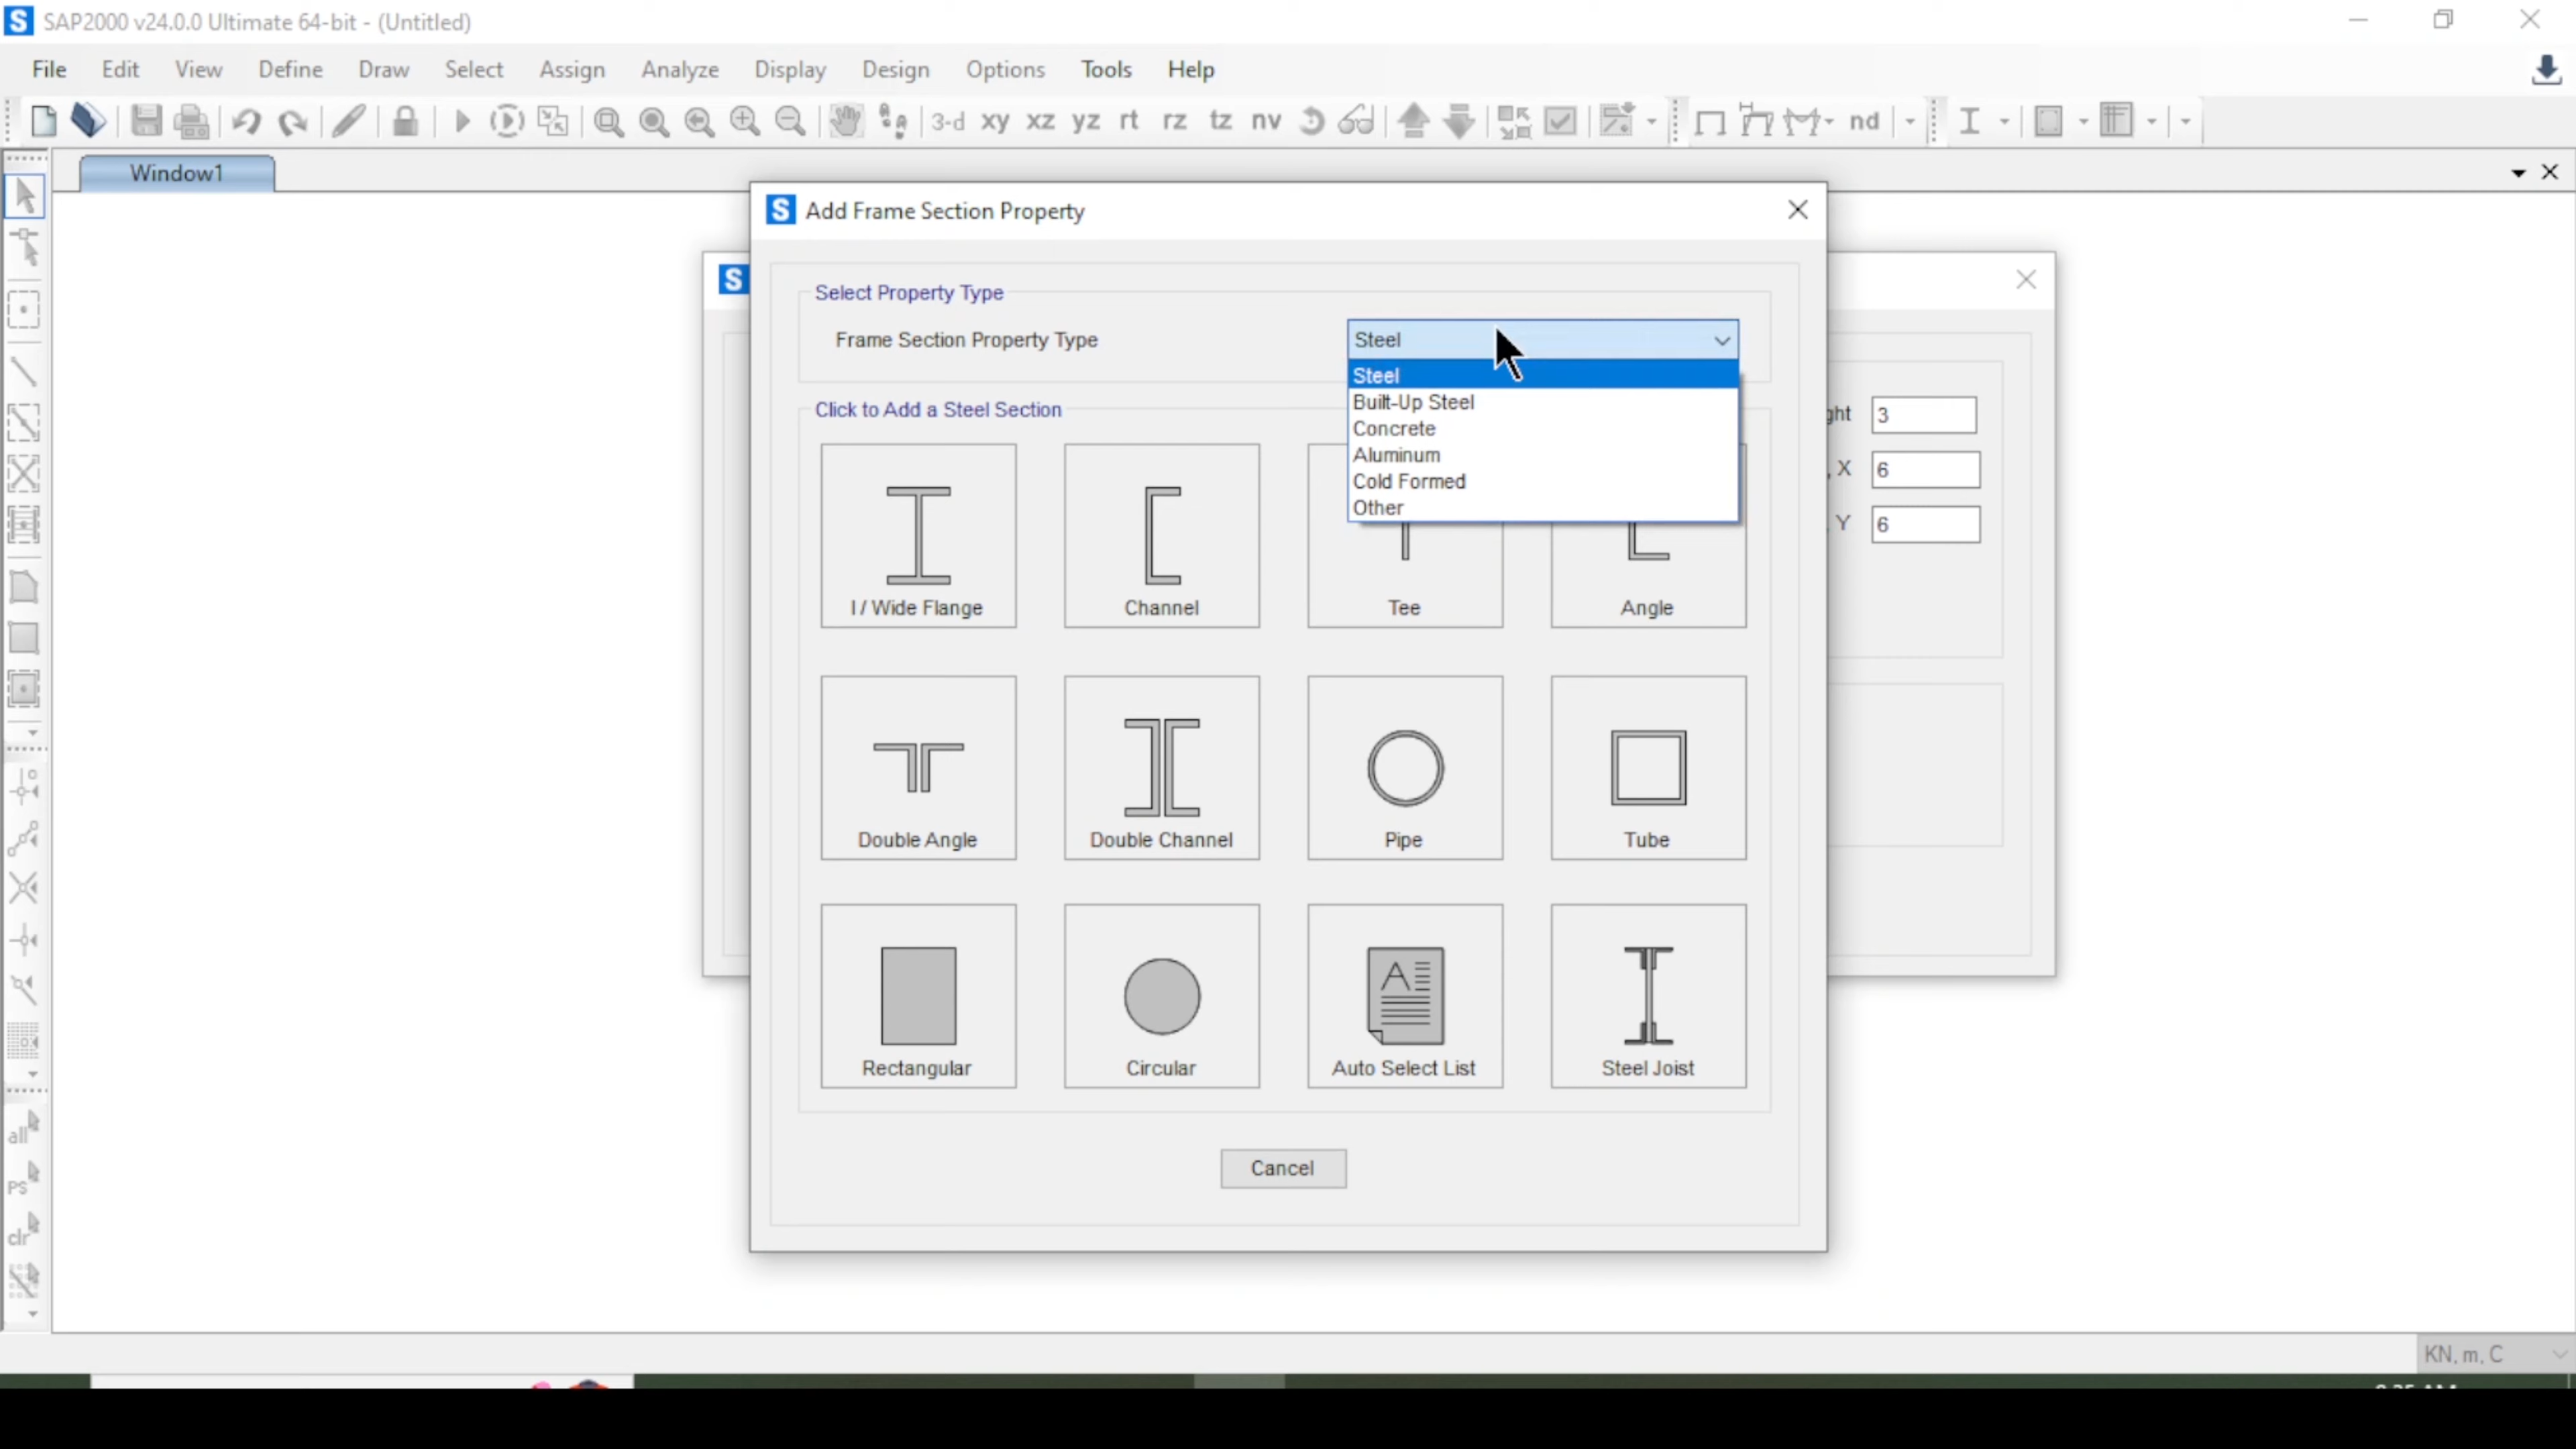 SAP2000 v24.0.0 Ultimate 64-bit - (Untitled)
File Edit View Define Draw Select Assign Analyze Display Design Options Tools Help
3-d xy xz yz rt rz tz nv nd
Window1
Add Frame Section Property
Select Property Type
Frame Section Property Type
Steel
Steel
Built-Up Steel
Concrete
Aluminum
Cold Formed
Other
Click to Add a Steel Section
I / Wide Flange
Channel
Tee
Angle
Double Angle
Double Channel
Pipe
Tube
Rectangular
Circular
Auto Select List
Steel Joist
Cancel
3
, X 6
Y 6
all
ps
clr
KN, m, C